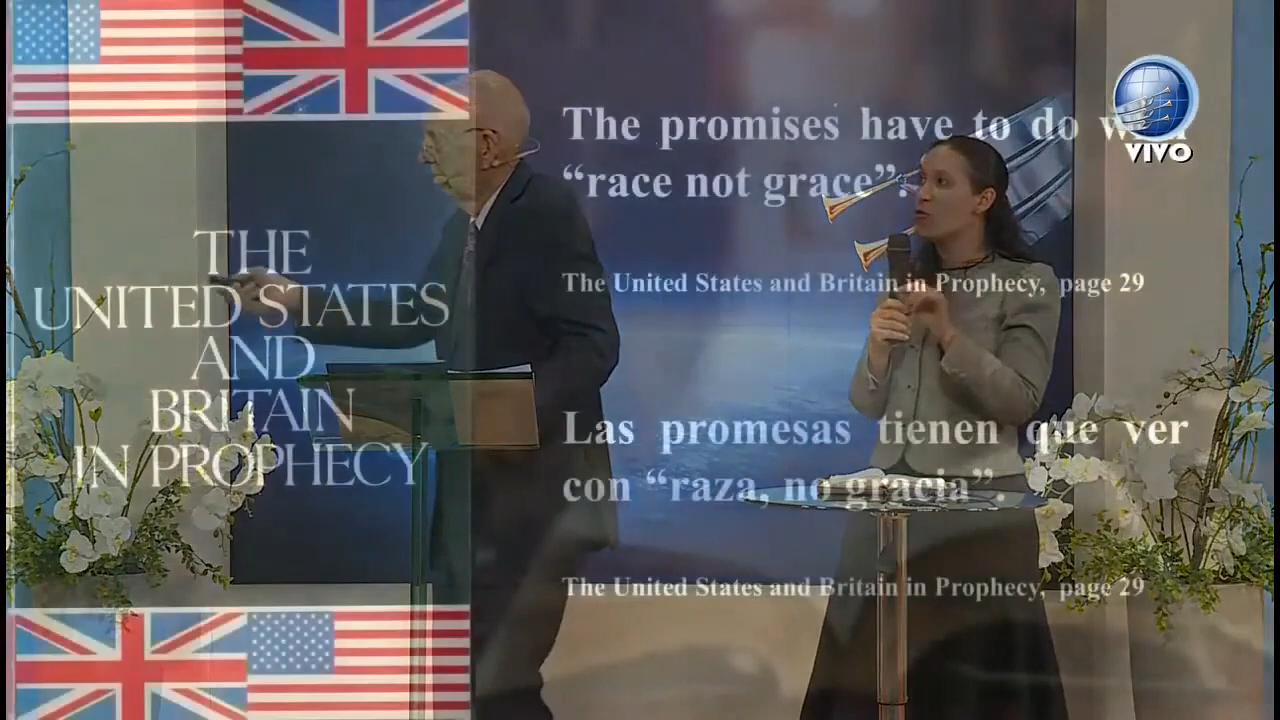 THE
UNITED STATES
AND
BRITAIN
IN PROPHECY
The promises have to do
“race not grace”.
The United States and Britain in Prophecy, page 29
Las promesas tienen que ver
con “raza, no gracia”.
The United States and Britain in Prophecy, page 29
VIVO